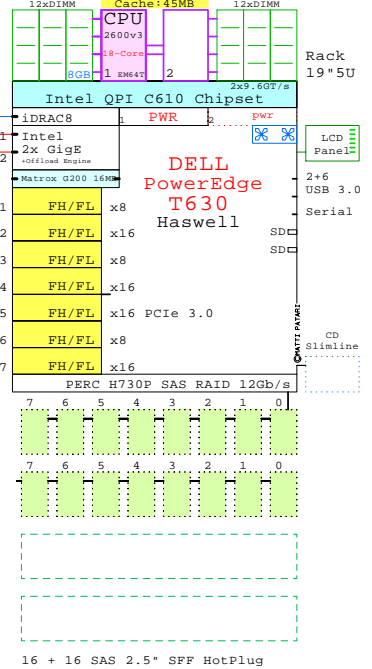 12xDIMM Cache:45MB 12xDIMM
CPU
2600v3
18-Core
8GB 1 EM64T 2
Rack
19"5U
2x9.6GT/s
Intel QPI C610 Chipset
iDRAC8 1 PWR 2 pwr
1 Intel
2x GigE
2 +Offload Engine
LCD
Panel
Matrox G200 16MB
DELL
PowerEdge
T630
Haswell
2+6
USB 3.0
Serial
SD
SD
1 FH/FL x8
2 FH/FL x16
3 FH/FL x8
4 FH/FL x16
5 FH/FL x16 PCIe 3.0
6 FH/FL x8
7 FH/FL x16
©MATTI PATARI
CD
Slimline
PERC H730P SAS RAID 12Gb/s
7 6 5 4 3 2 1 0
7 6 5 4 3 2 1 0
16 + 16 SAS 2.5" SFF HotPlug